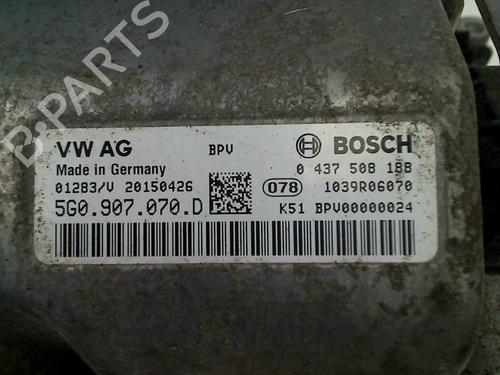 B-PARTS
VW AG BPV BOSCH
Made in Germany 0 437 508 188
01283/V 20150426 078 1039R06070
5G0.907.070.D K51 BPV00000024